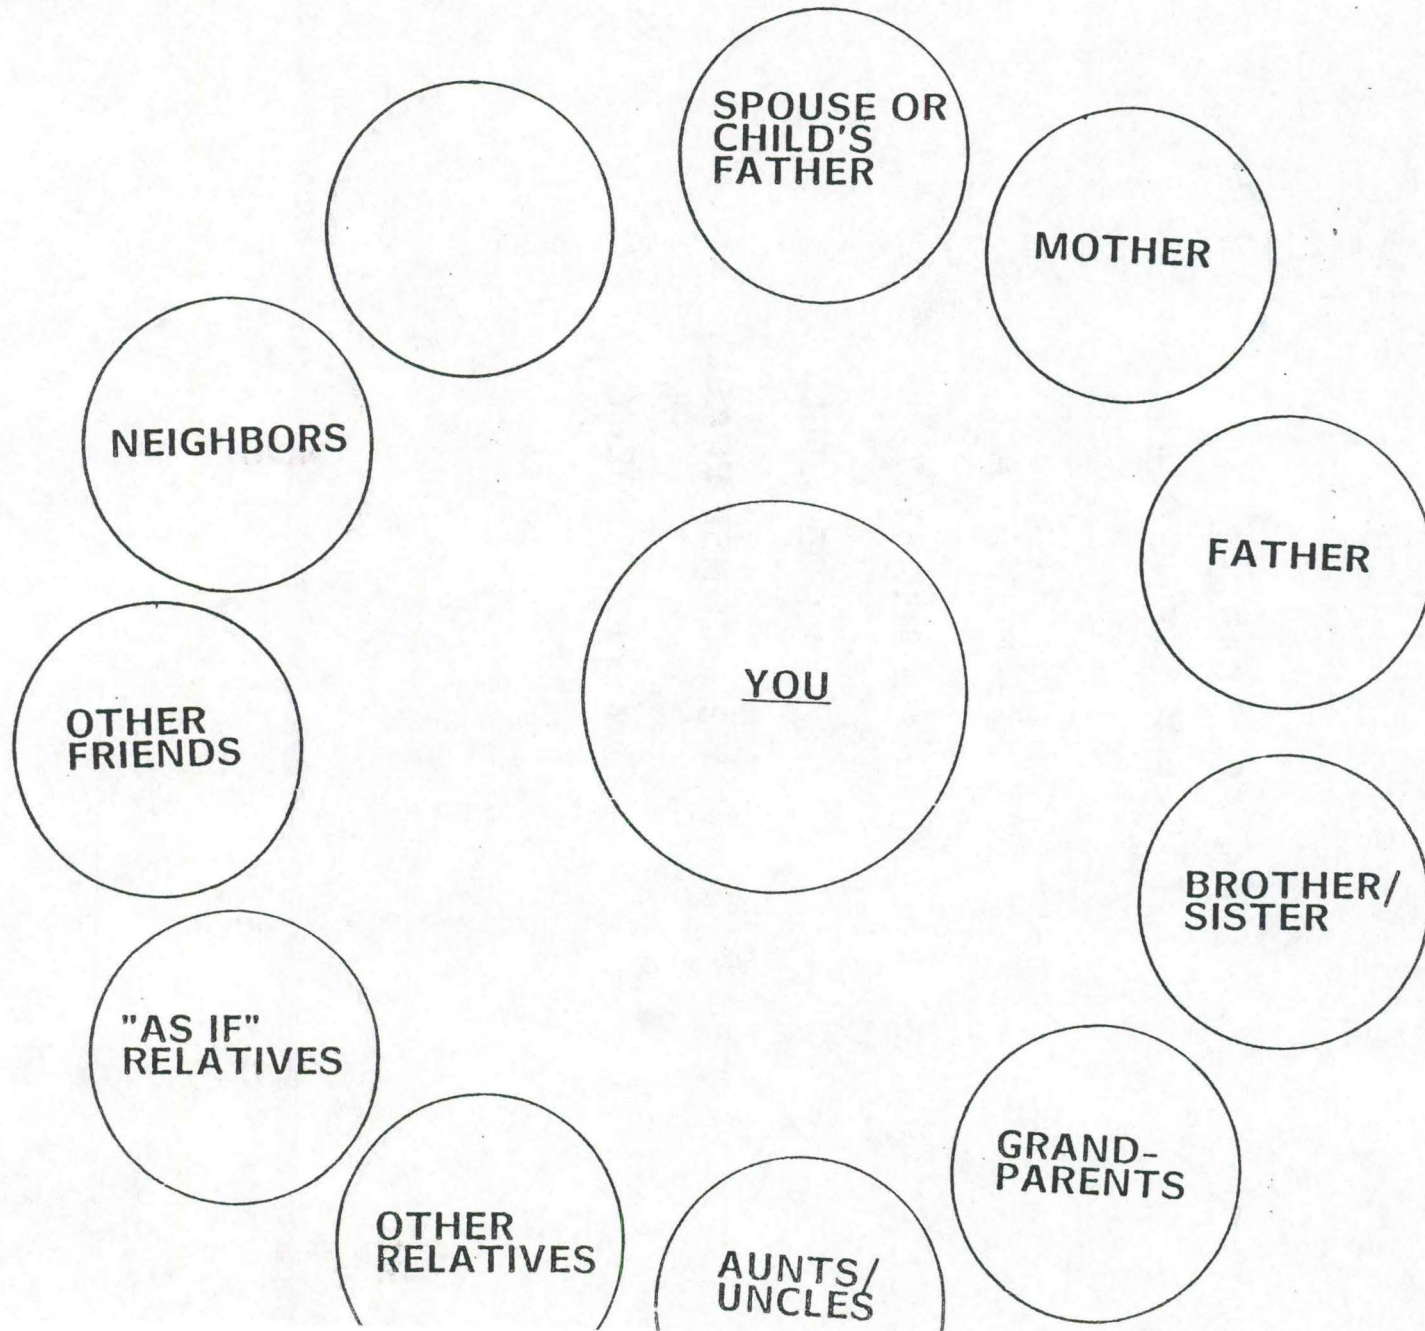 SPOUSE OR
CHILD'S
FATHER
MOTHER
FATHER
BROTHER/
SISTER
GRAND-
PARENTS
AUNTS/
UNCLES
OTHER
RELATIVES
"AS IF"
RELATIVES
OTHER
FRIENDS
NEIGHBORS
YOU